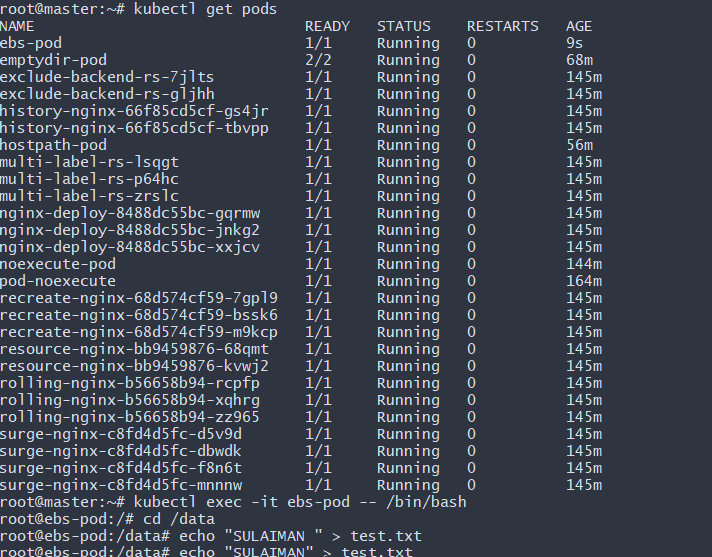 root@master:~# kubectl get pods
NAME READY STATUS RESTARTS AGE
ebs-pod 1/1 Running 0 9s
emptydir-pod 2/2 Running 0 68m
exclude-backend-rs-7jlts 1/1 Running 0 145m
exclude-backend-rs-gljhh 1/1 Running 0 145m
history-nginx-66f85cd5cf-gs4jr 1/1 Running 0 145m
history-nginx-66f85cd5cf-tbvpp 1/1 Running 0 145m
hostpath-pod 1/1 Running 0 56m
multi-label-rs-lsqgt 1/1 Running 0 145m
multi-label-rs-p64hc 1/1 Running 0 145m
multi-label-rs-zrslc 1/1 Running 0 145m
nginx-deploy-8488dc55bc-gqrmw 1/1 Running 0 145m
nginx-deploy-8488dc55bc-jnkg2 1/1 Running 0 145m
nginx-deploy-8488dc55bc-xxjcv 1/1 Running 0 145m
noexecute-pod 1/1 Running 0 144m
pod-noexecute 1/1 Running 0 164m
recreate-nginx-68d574cf59-7gpl9 1/1 Running 0 145m
recreate-nginx-68d574cf59-bssk6 1/1 Running 0 145m
recreate-nginx-68d574cf59-m9kcp 1/1 Running 0 145m
resource-nginx-bb9459876-68qmt 1/1 Running 0 145m
resource-nginx-bb9459876-kvwj2 1/1 Running 0 145m
rolling-nginx-b56658b94-rcpfp 1/1 Running 0 145m
rolling-nginx-b56658b94-xqhrg 1/1 Running 0 145m
rolling-nginx-b56658b94-zz965 1/1 Running 0 145m
surge-nginx-c8fd4d5fc-d5v9d 1/1 Running 0 145m
surge-nginx-c8fd4d5fc-dbwdk 1/1 Running 0 145m
surge-nginx-c8fd4d5fc-f8n6t 1/1 Running 0 145m
surge-nginx-c8fd4d5fc-mnnnw 1/1 Running 0 145m
root@master:~# kubectl exec -it ebs-pod -- /bin/bash
root@ebs-pod:/# cd /data
root@ebs-pod:/data# echo "SULAIMAN " > test.txt
root@ebs-pod:/data# echo "SULAIMAN" > test.txt